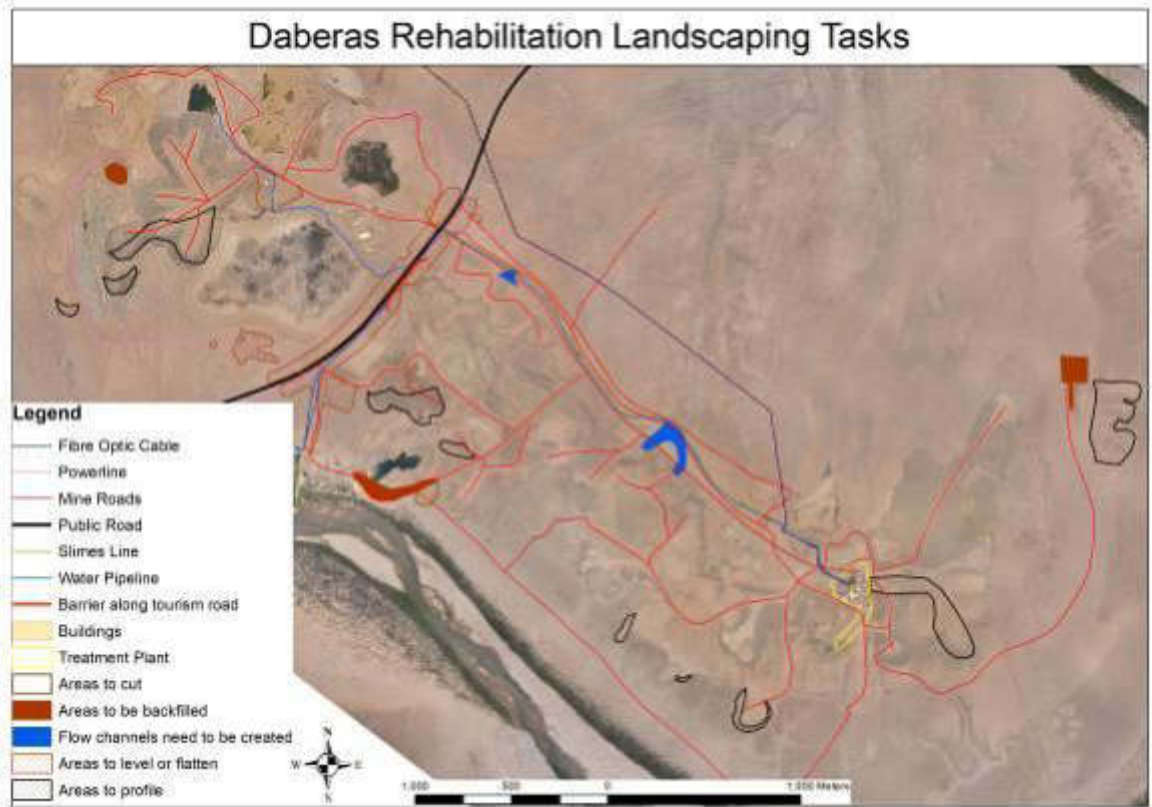 Daberas Rehabilitation Landscaping Tasks
Legend
Fibre Optic Cable
Powerline
Mine Roads
Public Road
Slimes Line
Water Pipeline
Barrier along tourism road
Buildings
Treatment Plant
Areas to cut
Areas to be backfilled
Flow channels need to be created
Areas to level or flatten
Areas to profile
N
W E
S
1,000 500 0 1,000 Meters